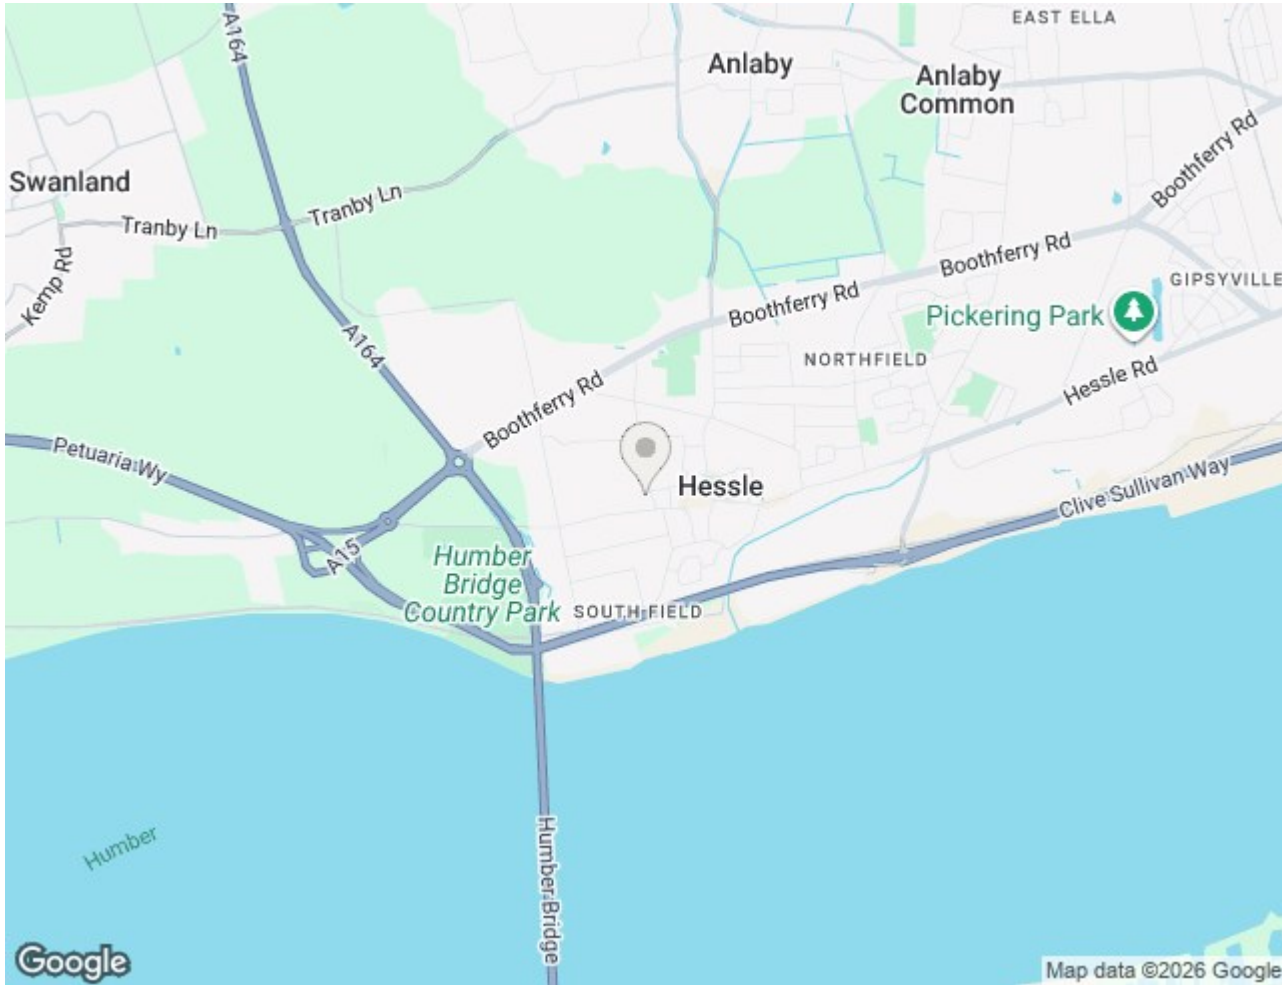 A164
EAST ELLA
Anlaby
Anlaby
Common
Boothferry Rd
Swanland
Tranby Ln
Tranby Ln
Kemp Rd
Boothferry Rd
GIPSYVILLE
Boothferry Rd
Pickering Park
A164
NORTHFIELD
Hessle Rd
Boothferry Rd
Petuaria Wy
Hessle
Clive Sullivan Way
A15
Humber
Bridge
Country Park
SOUTH FIELD
Humber
Humber Bridge
Google
Map data ©2026 Google